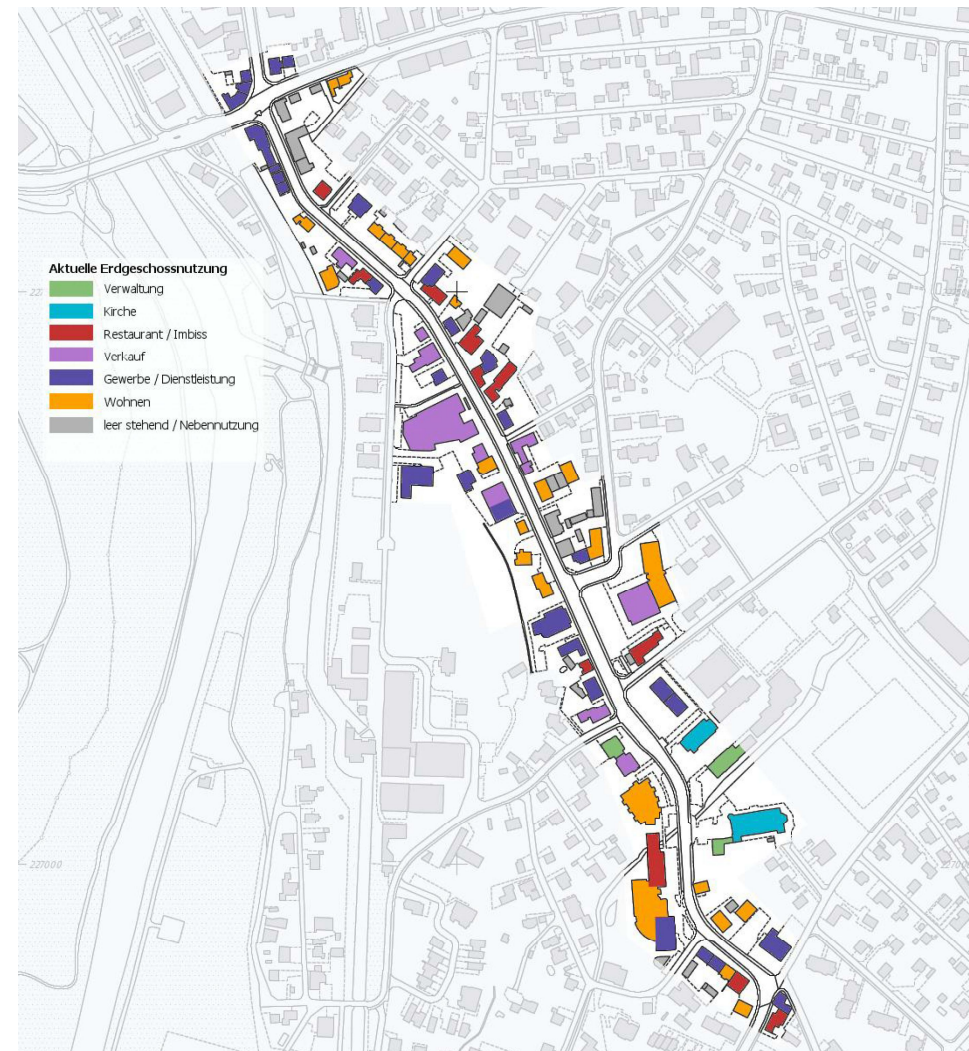 Aktuelle Erdgeschossnutzung
Verwaltung
Kirche
Restaurant / Imbiss
Verkauf
Gewerbe / Dienstleistung
Wohnen
leer stehend / Nebennutzung
227000